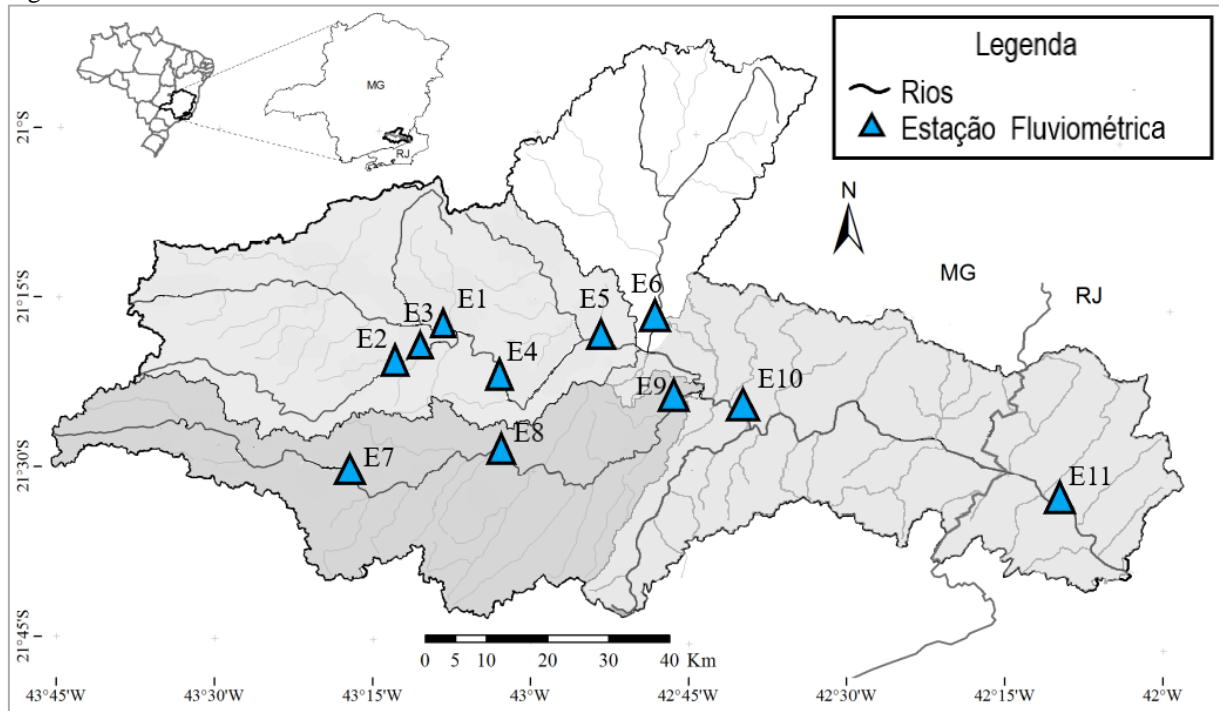 Legenda
Rios
Estação Fluviométrica
MG
RJ
N
MG
RJ
E1
E2
E3
E4
E5
E6
E7
E8
E9
E10
E11
21°S
21°15'S
21°30'S
21°45'S
0 5 10 20 30 40 Km
43°45'W 43°30'W 43°15'W 43°W 42°45'W 42°30'W 42°15'W 42°W